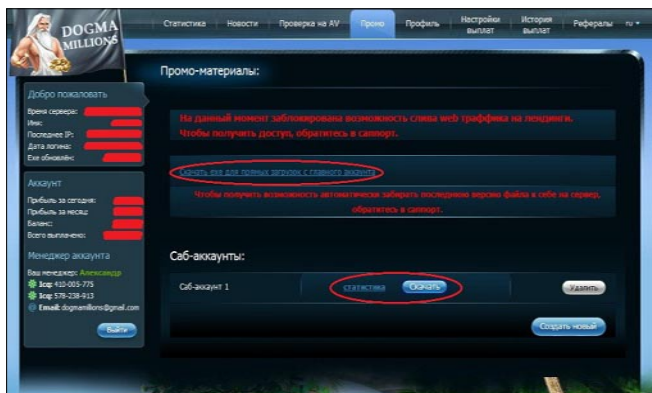 DOGMA
MILLIONS
Статистика
Новости
Проверка на AV
Промо
Профиль
Настройки
выплат
История
выплат
Рефералы
ru
Промо-материалы:
Добро пожаловать
Время сервера:
Имя:
Последнее IP:
Дата логина:
Exe обновлён:
На данный момент заблокирована возможность слива web траффика на лендинги.
Чтобы получить доступ, обратитесь в саппорт.
Скачать exe для прямых загрузок с главного аккаунта
Чтобы получить возможность автоматически забирать последнюю версию файла к себе на сервер,
обратитесь в саппорт.
Аккаунт
Прибыль за сегодня:
Прибыль за месяц:
Баланс:
Всего выплачено:
Менеджер аккаунта
Ваш менеджер: Александр
Icq: 410-005-775
Icq: 578-238-913
Email: dogmamillions@gmail.com
Выйти
Саб-аккаунты:
Саб-аккаунт 1
статистика
Скачать
Удалить
Создать новый